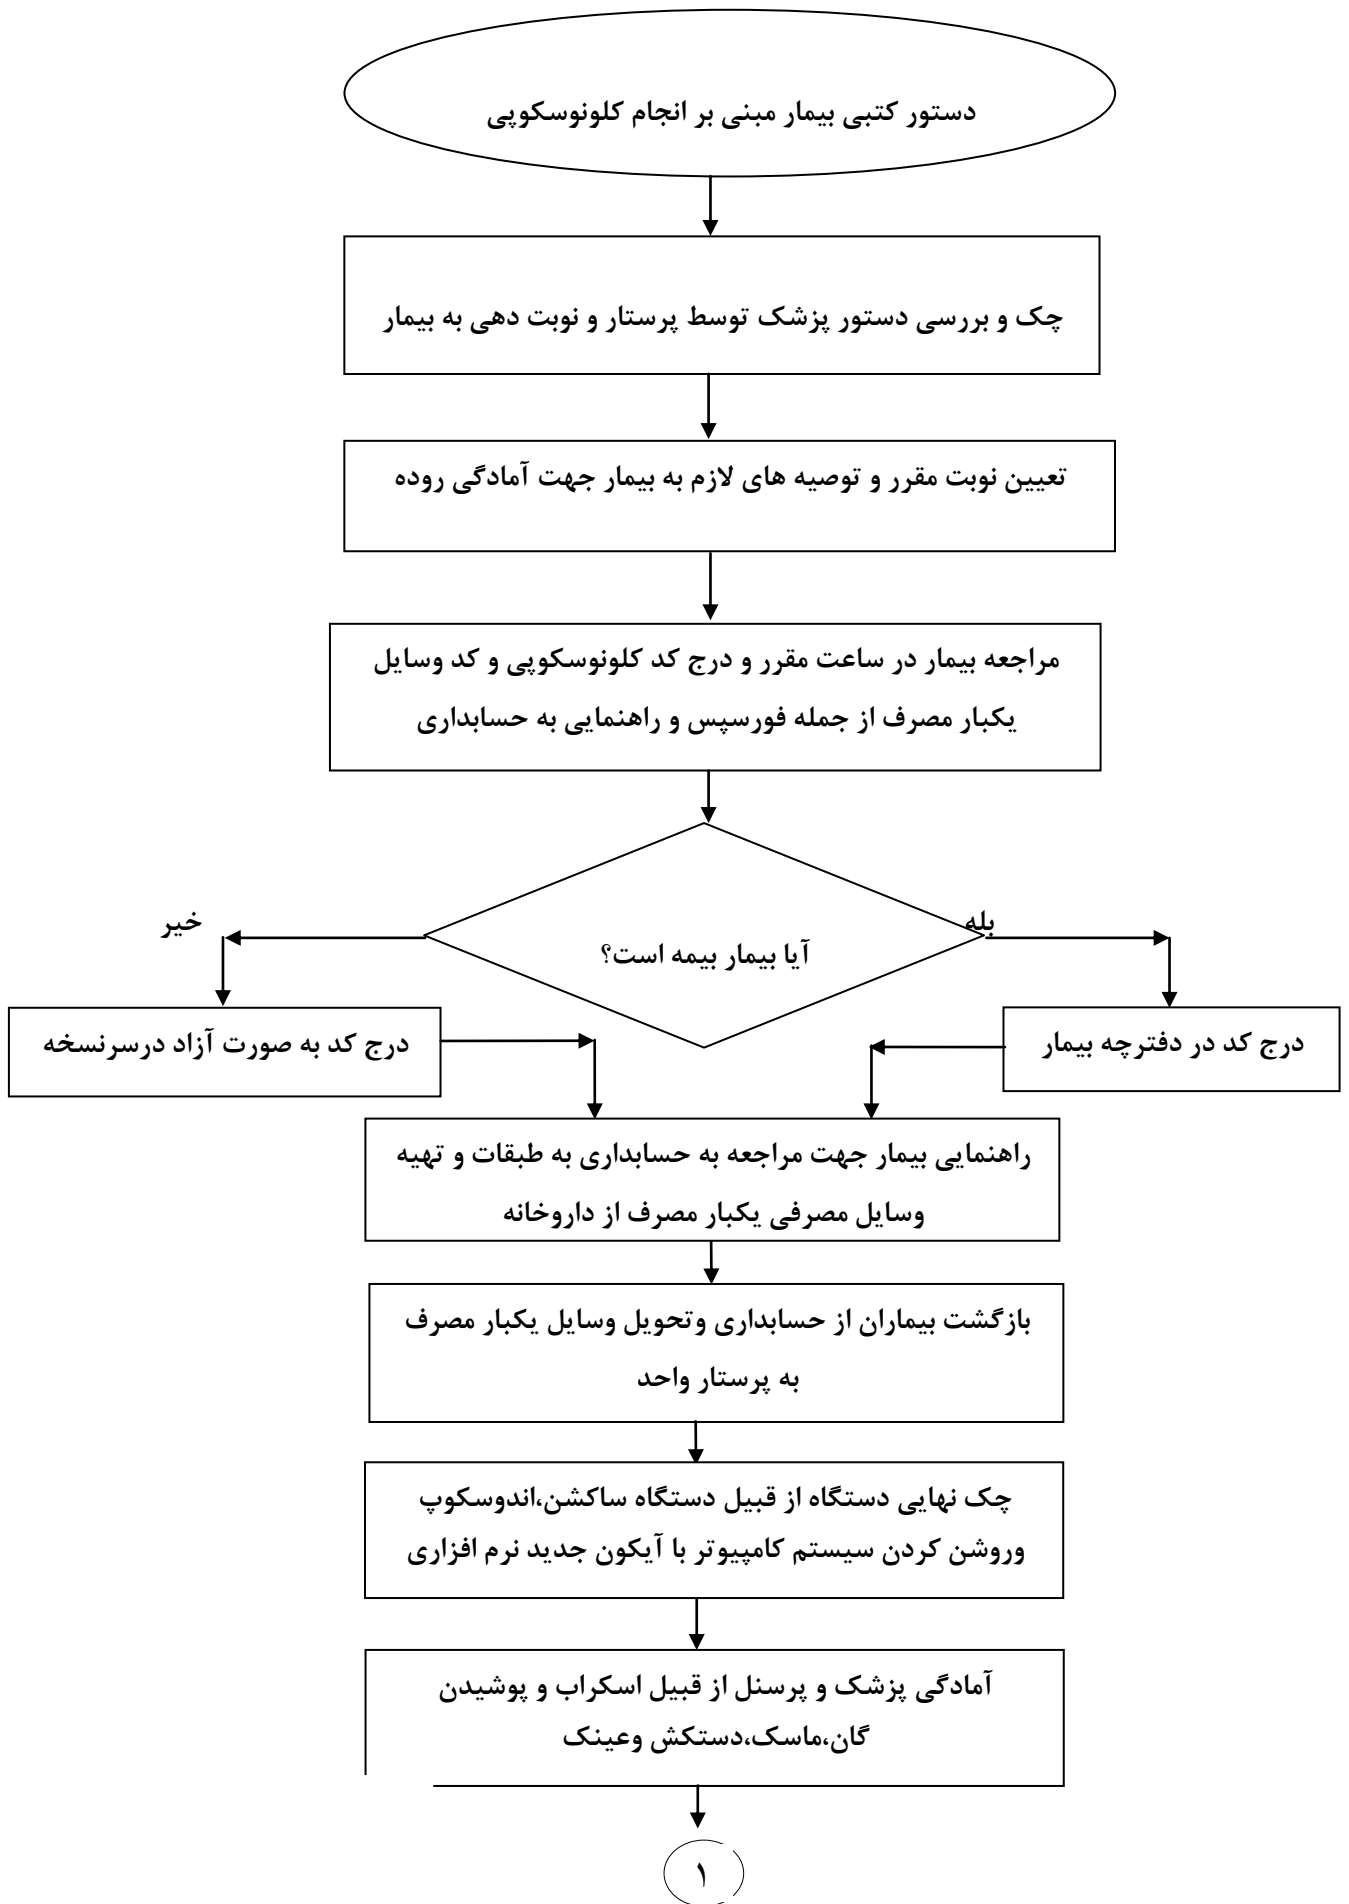 دستور کتبی بیمار مبنی بر انجام کلونوسکوپی
چک و بررسی دستور پزشک توسط پرستار و نوبت دهی به بیمار
تعیین نوبت مقرر و توصیه های لازم به بیمار جهت آمادگی روده
مراجعه بیمار در ساعت مقرر و درج کد کلونوسکوپی و کد وسایل
یکبار مصرف از جمله فورسپس و راهنمایی به حسابداری
بله
خیر
آیا بیمار بیمه است؟
درج کد در دفترچه بیمار
درج کد به صورت آزاد درسرنسخه
راهنمایی بیمار جهت مراجعه به حسابداری به طبقات و تهیه
وسایل مصرفی یکبار مصرف از داروخانه
بازگشت بیماران از حسابداری وتحویل وسایل یکبار مصرف
به پرستار واحد
چک نهایی دستگاه از قبیل دستگاه ساکشن،اندوسکوپ
وروشن کردن سیستم کامپیوتر با آیکون جدید نرم افزاری
آمادگی پزشک و پرسنل از قبیل اسکراب و پوشیدن
گان،ماسک،دستکش وعینک
۱